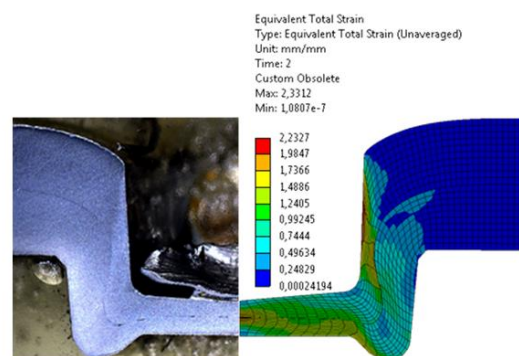 Equivalent Total Strain
Type: Equivalent Total Strain (Unaveraged)
Unit: mm/mm
Time: 2
Custom Obsolete
Max: 2,3312
Min: 1,0807e-7
2,2327
1,9847
1,7366
1,4886
1,2405
0,99245
0,7444
0,49634
0,24829
0,00024194